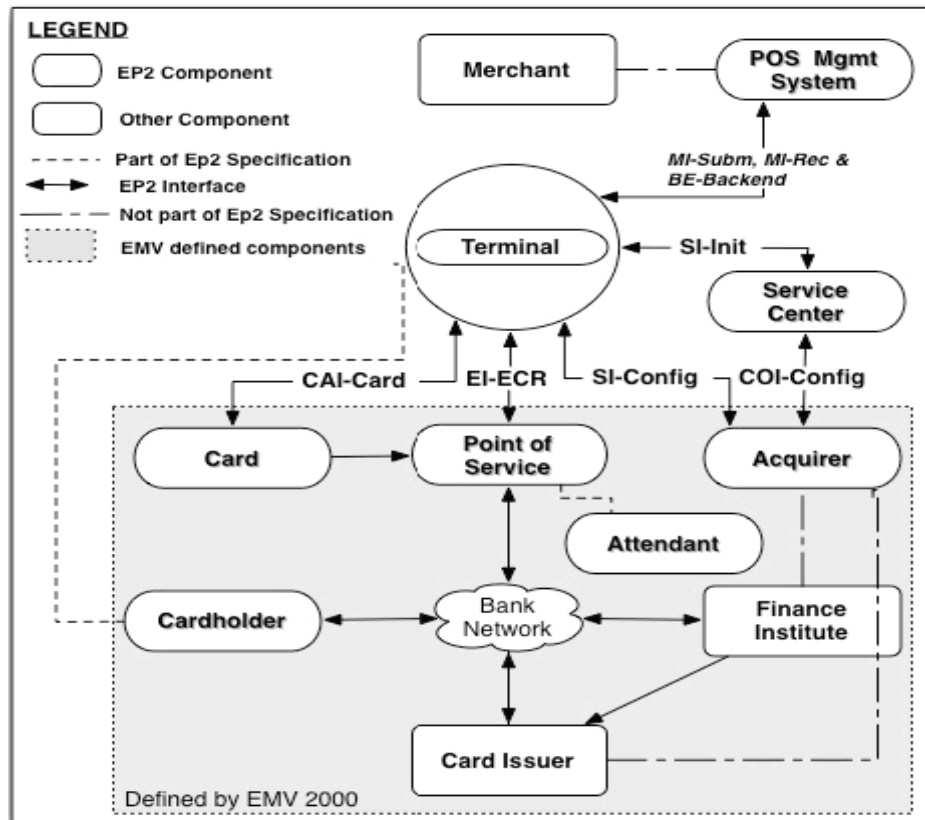 LEGEND
EP2 Component
Other Component
Part of Ep2 Specification
EP2 Interface
Not part of Ep2 Specification
EMV defined components
Merchant
POS Mgmt
System
MI-Subm, MI-Rec &
BE-Backend
Terminal
SI-Init
Service
Center
CAI-Card
EI-ECR
SI-Config
COI-Config
Card
Point of
Service
Acquirer
Attendant
Cardholder
Bank
Network
Finance
Institute
Card Issuer
Defined by EMV 2000